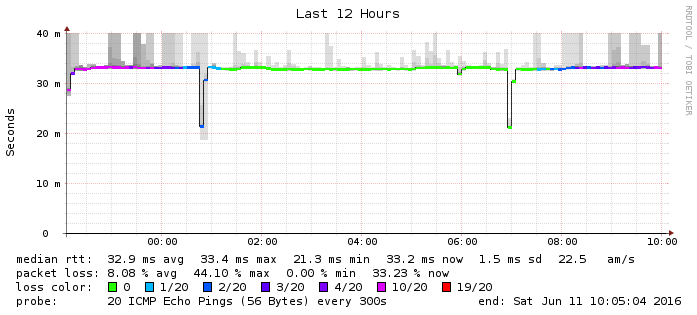 Last 12 Hours
RRDTOOL / TOBI OETIKER
Seconds
40 m
30 m
20 m
10 m
0
00:00 02:00 04:00 06:00 08:00 10:00
median rtt: 32.9 ms avg 33.4 ms max 21.3 ms min 33.2 ms now 1.5 ms sd 22.5 am/s
packet loss: 8.08 % avg 44.10 % max 0.00 % min 33.23 % now
loss color: 0 1/20 2/20 3/20 4/20 10/20 19/20
probe: 20 ICMP Echo Pings (56 Bytes) every 300s end: Sat Jun 11 10:05:04 2016